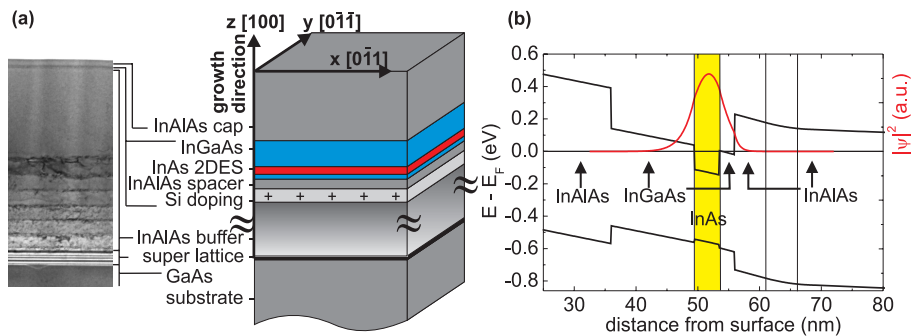 (a)
z [100]
y [01̄1̄]
x [01̄1]
growth
direction
InAlAs cap
InGaAs
InAs 2DES
InAlAs spacer
Si doping
+ + + + +
InAlAs buffer
super lattice
GaAs
substrate
(b)
0.6
0.4
0.2
0.0
-0.2
-0.4
-0.6
-0.8
E - E_F (eV)
|ψ|² (a.u.)
InAlAs
InGaAs
InAs
InAlAs
30 40 50 60 70 80
distance from surface (nm)